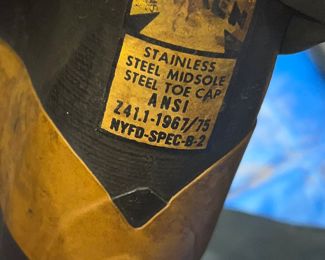 STAINLESS
STEEL MIDSOLE
STEEL TOE CAP
ANSI
Z41.1-1967/75
NYFD-SPEC-B-2